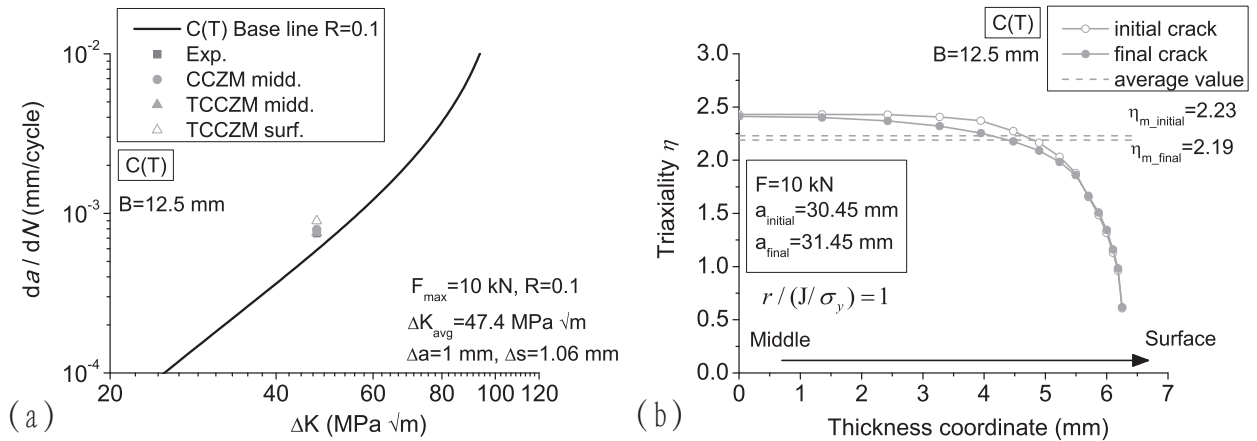 C(T) Base line R=0.1
Exp.
CCZM midd.
TCCZM midd.
TCCZM surf.
C(T)
B=12.5 mm
F_max=10 kN, R=0.1
ΔK_avg=47.4 MPa √m
Δa=1 mm, Δs=1.06 mm
da / dN (mm/cycle)
10^-2
10^-3
10^-4
20 40 60 80 100 120
ΔK (MPa √m)
(a)
C(T)
B=12.5 mm
initial crack
final crack
average value
η_m_initial=2.23
η_m_final=2.19
F=10 kN
a_initial=30.45 mm
a_final=31.45 mm
r / (J/ σ_y) = 1
Middle
Surface
Triaxiality η
3.0
2.5
2.0
1.5
1.0
0.5
0.0
0 1 2 3 4 5 6 7
Thickness coordinate (mm)
(b)